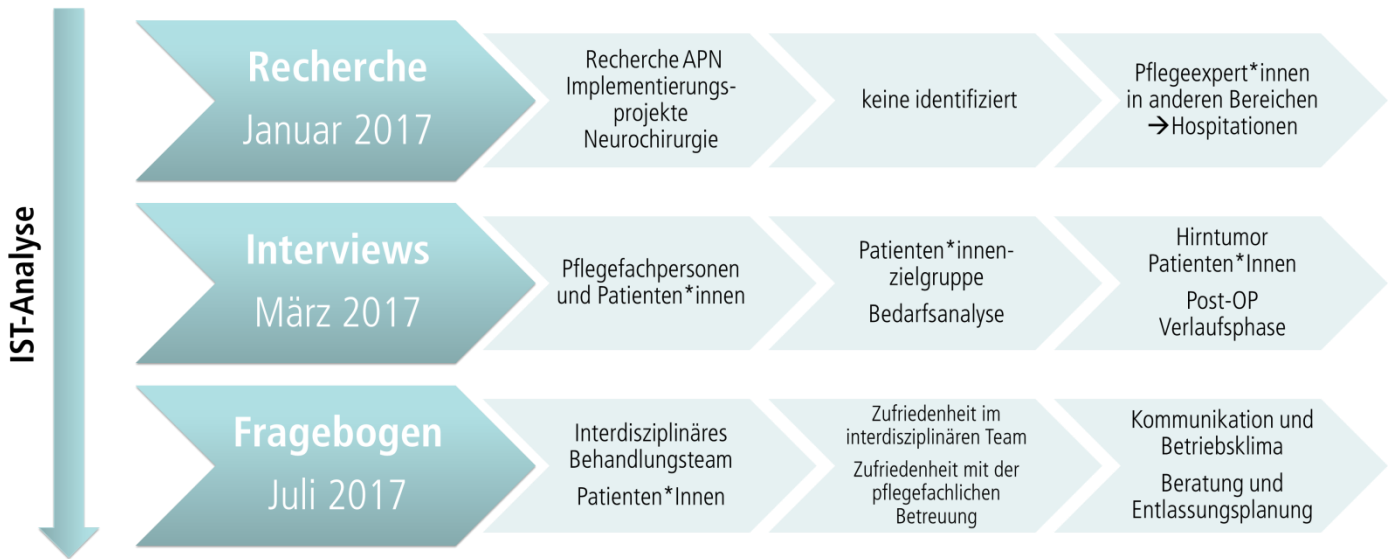 IST-Analyse
Recherche
Januar 2017
Recherche APN
Implementierungs-
projekte
Neurochirurgie
keine identifiziert
Pflegeexpert*innen
in anderen Bereichen
→Hospitationen
Interviews
März 2017
Pflegefachpersonen
und Patienten*innen
Patienten*innen-
zielgruppe
Bedarfsanalyse
Hirntumor
Patienten*Innen
Post-OP
Verlaufsphase
Fragebogen
Juli 2017
Interdisziplinäres
Behandlungsteam
Patienten*Innen
Zufriedenheit im
interdisziplinären Team
Zufriedenheit mit der
pflegefachlichen
Betreuung
Kommunikation und
Betriebsklima
Beratung und
Entlassungsplanung